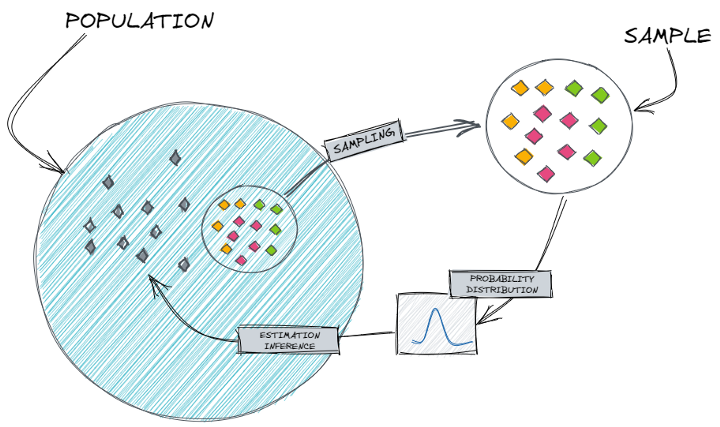 POPULATION
SAMPLE
SAMPLING
PROBABILITY
DISTRIBUTION
ESTIMATION
INFERENCE